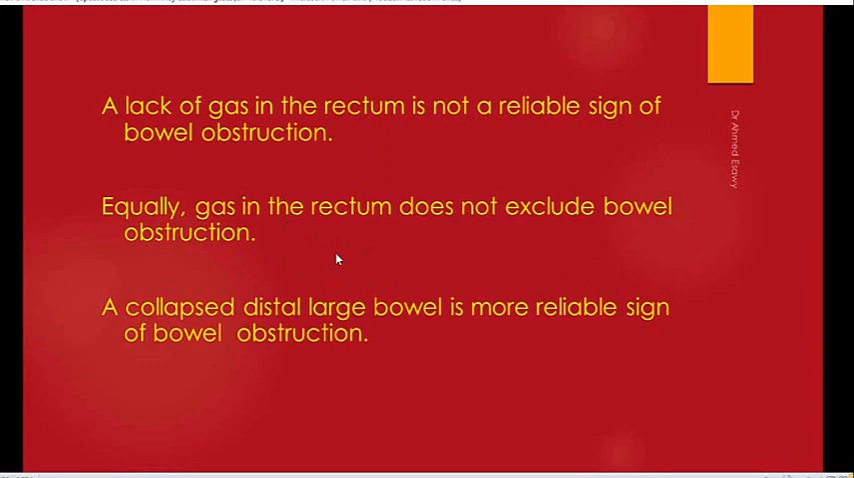 A lack of gas in the rectum is not a reliable sign of
bowel obstruction.
Equally, gas in the rectum does not exclude bowel
obstruction.
A collapsed distal large bowel is more reliable sign
of bowel  obstruction.
Dr Ahmed Esawy